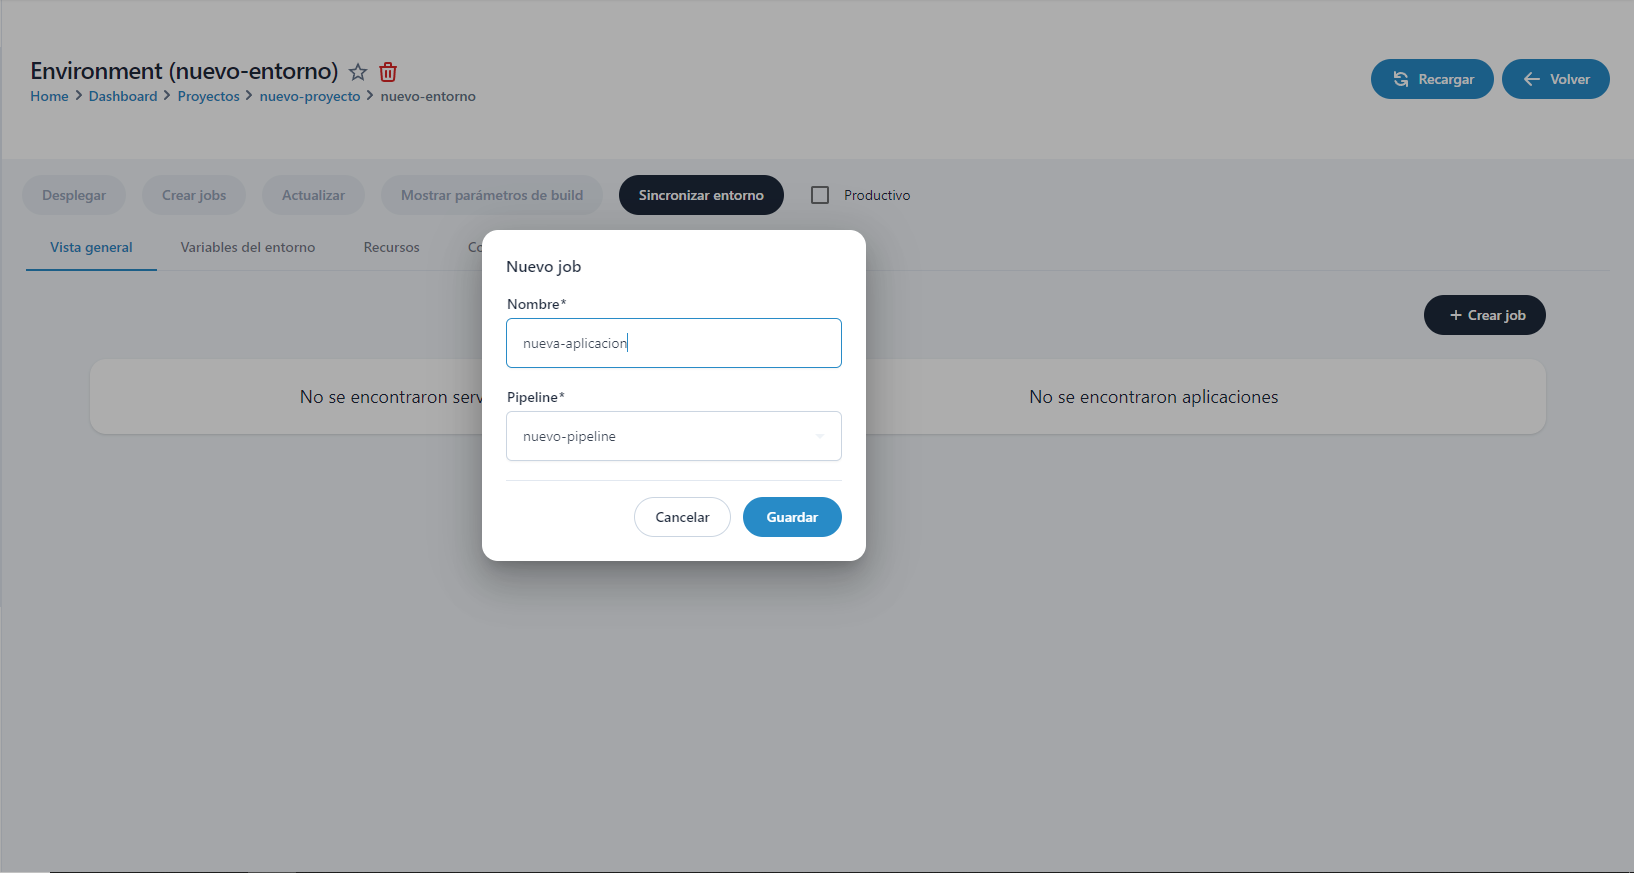 Environment (nuevo-entorno)
Home > Dashboard > Proyectos > nuevo-proyecto > nuevo-entorno
Recargar
Volver
Desplegar
Crear jobs
Actualizar
Mostrar parámetros de build
Sincronizar entorno
Productivo
Vista general
Variables del entorno
Recursos
+ Crear job
No se encontraron
No se encontraron aplicaciones
Nuevo job
Nombre*
nueva-aplicacion
Pipeline*
nuevo-pipeline
Cancelar
Guardar